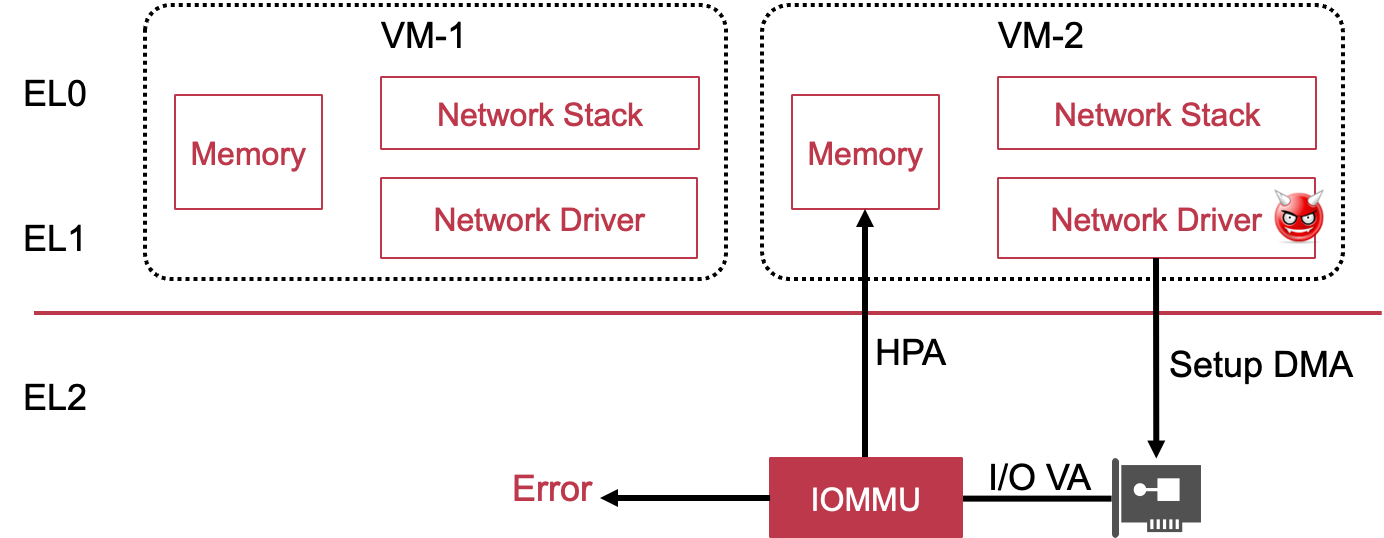 VM-1
VM-2
EL0
Memory
Network Stack
Memory
Network Stack
EL1
Network Driver
Network Driver
HPA
Setup DMA
EL2
Error
IOMMU
I/O VA